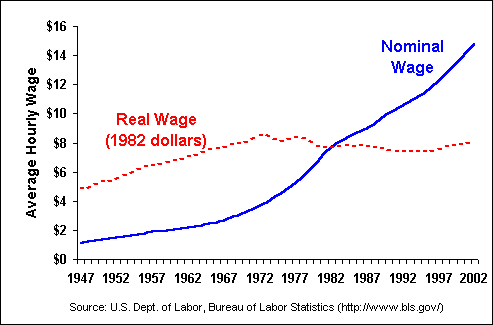 $16
$14
$12
$10
$8
$6
$4
$2
$0
Average Hourly Wage
Nominal
Wage
Real Wage
(1982 dollars)
1947 1952 1957 1962 1967 1972 1977 1982 1987 1992 1997 2002
Source: U.S. Dept. of Labor, Bureau of Labor Statistics (http://www.bls.gov/)